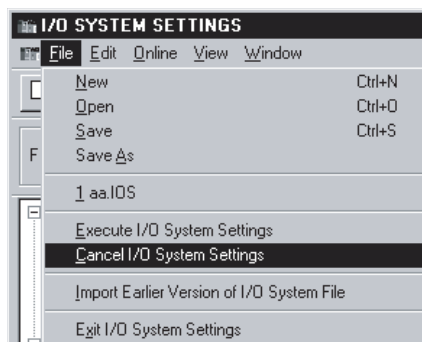 I/O SYSTEM SETTINGS
File Edit Online View Window
New Ctrl+N
Open Ctrl+O
Save Ctrl+S
Save As
F
1 aa.IOS
Execute I/O System Settings
Cancel I/O System Settings
Import Earlier Version of I/O System File
Exit I/O System Settings